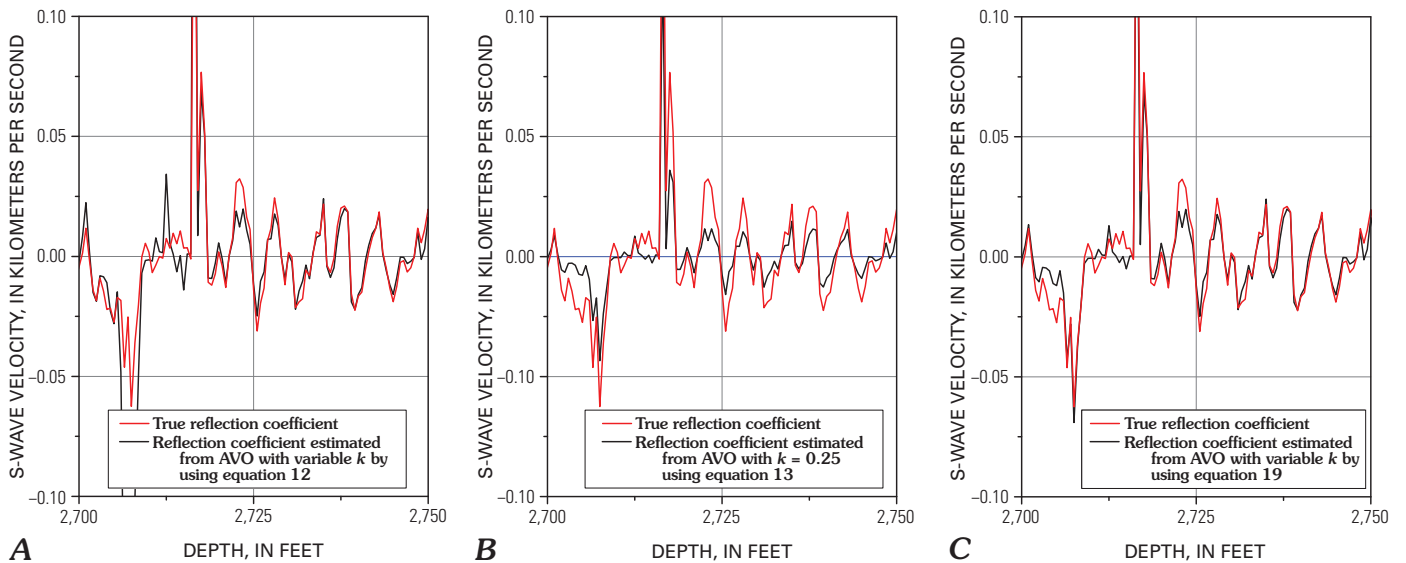 S-WAVE VELOCITY, IN KILOMETERS PER SECOND
0.10
0.05
0.00
−0.05
−0.10
True reflection coefficient
Reflection coefficient estimated
from AVO with variable k by
using equation 12
2,700
2,725
2,750
A
DEPTH, IN FEET
S-WAVE VELOCITY, IN KILOMETERS PER SECOND
0.10
0.05
0.00
−0.10
−0.10
True reflection coefficient
Reflection coefficient estimated
from AVO with k = 0.25
using equation 13
2,700
2,725
2,750
B
DEPTH, IN FEET
S-WAVE VELOCITY, IN KILOMETERS PER SECOND
0.10
0.05
0.00
−0.05
−0.10
True reflection coefficient
Reflection coefficient estimated
from AVO with variable k by
using equation 19
2,700
2,725
2,750
C
DEPTH, IN FEET